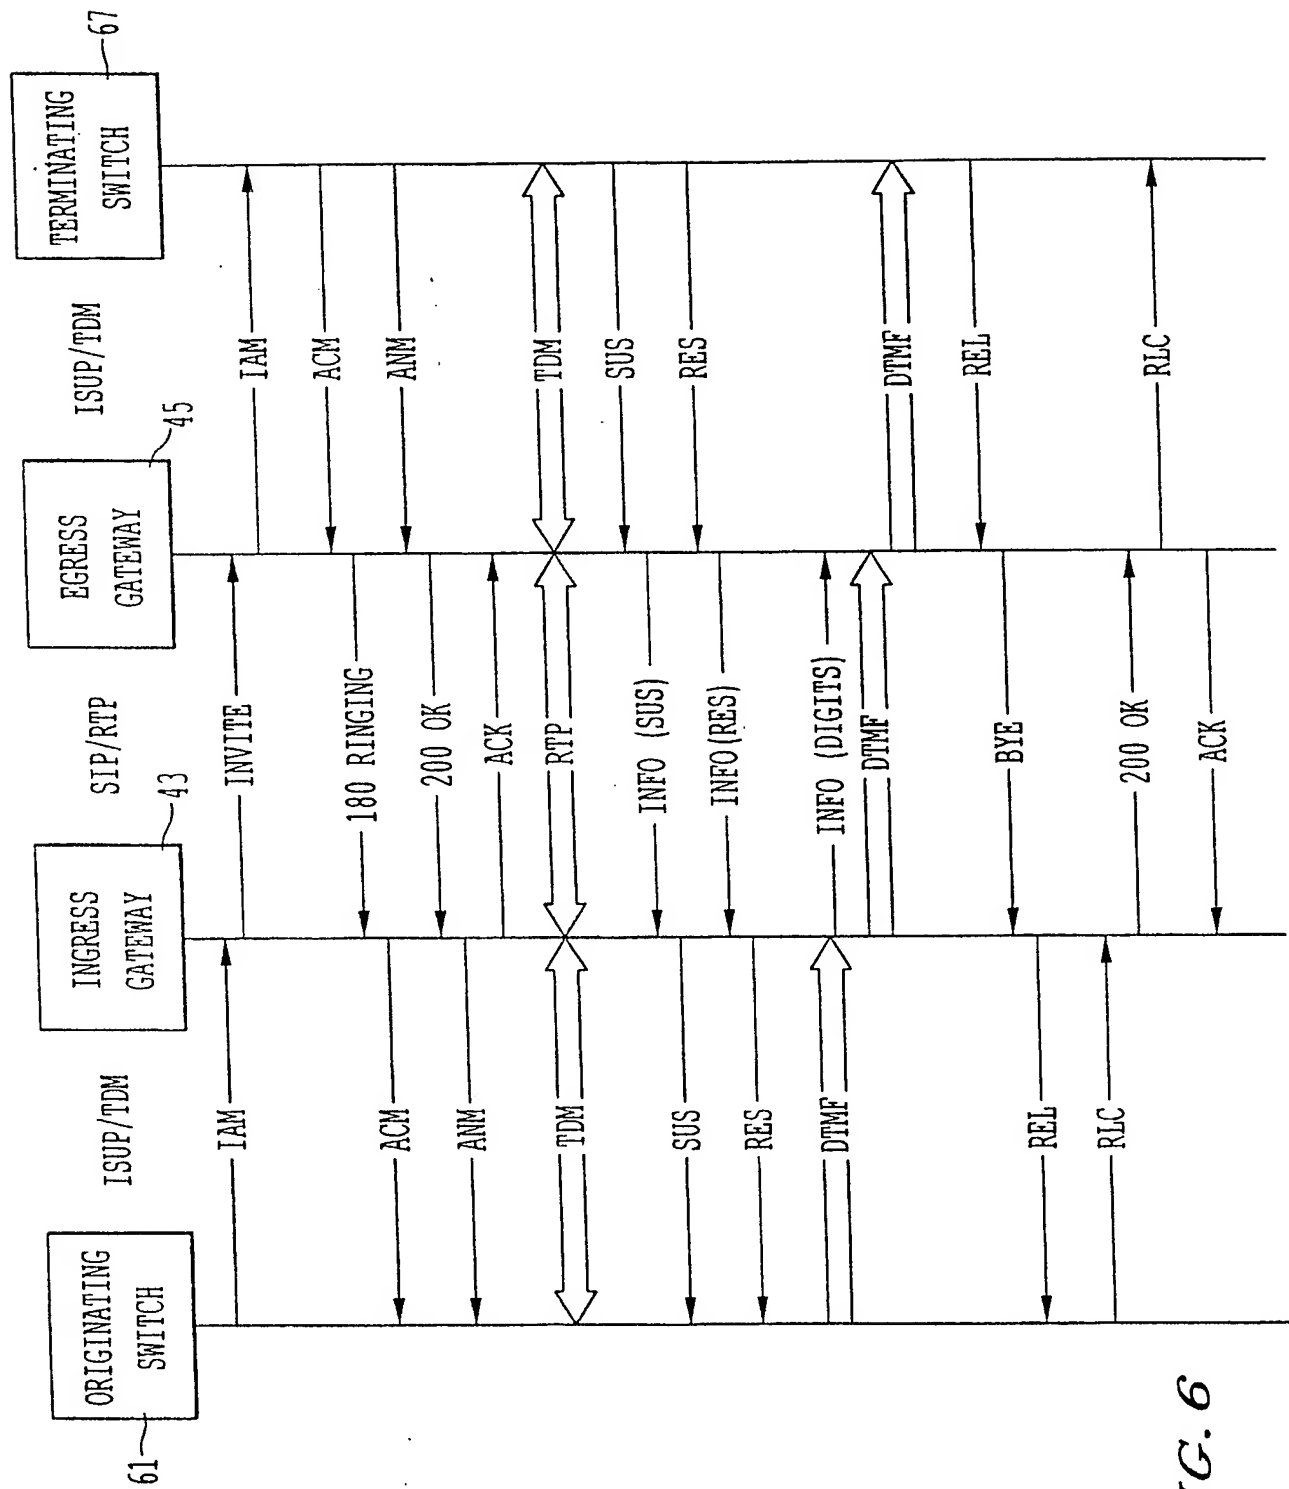 ORIGINATING
SWITCH
61
ISUP/TDM
INGRESS
GATEWAY
43
SIP/RTP
EGRESS
GATEWAY
45
ISUP/TDM
TERMINATING
SWITCH
67
IAM
INVITE
IAM
ACM
180 RINGING
ACM
ANM
200 OK
ANM
ACK
TDM
RTP
TDM
SUS
INFO (SUS)
SUS
RES
INFO(RES)
RES
DTMF
INFO (DIGITS)
DTMF
DTMF
REL
BYE
REL
RLC
200 OK
RLC
ACK
G. 6